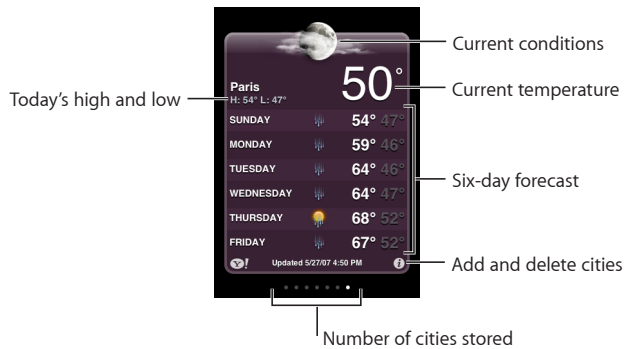 Current conditions
50°
Current temperature
Paris
Today's high and low
H: 54° L: 47°
SUNDAY 54° 47°
MONDAY 59° 46°
TUESDAY 64° 46°
Six-day forecast
WEDNESDAY 64° 47°
THURSDAY 68° 52°
FRIDAY 67° 52°
Y! Updated 5/27/07 4:50 PM i
Add and delete cities
Number of cities stored